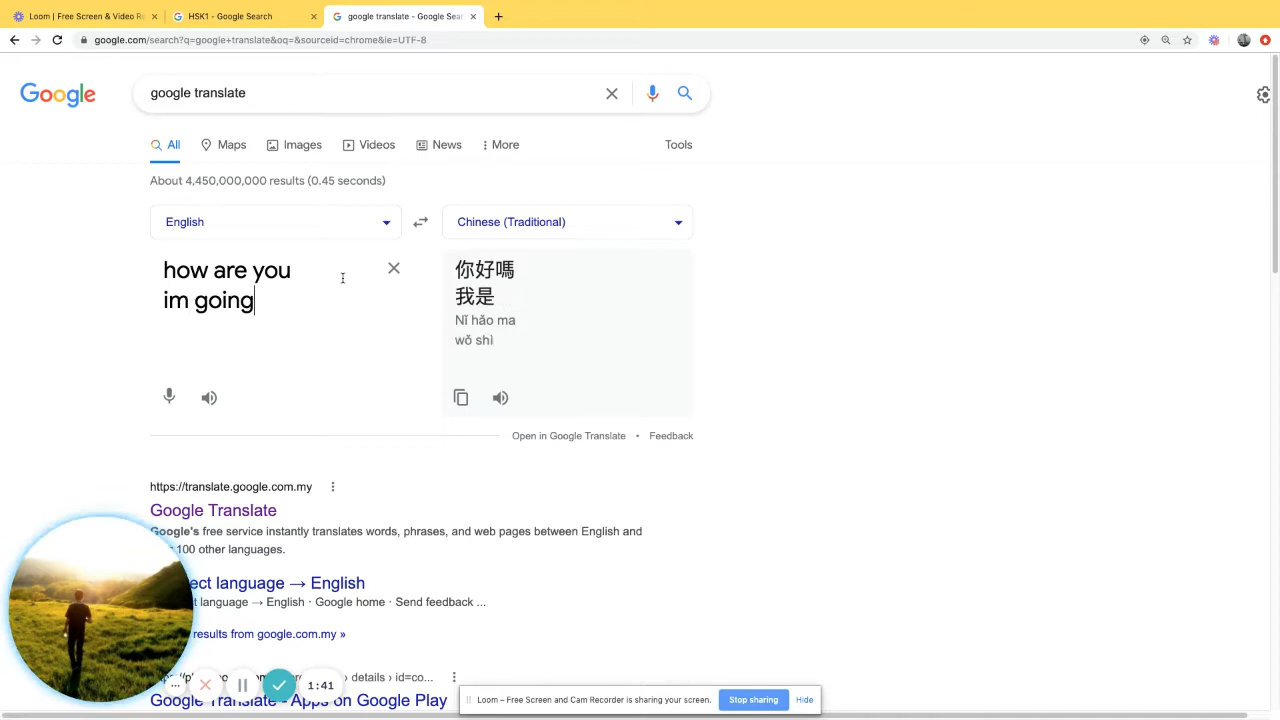 Loom | Free Screen & Video Re
HSK1 - Google Search
google translate - Google Sear
google.com/search?q=google+translate&oq=&sourceid=chrome&ie=UTF-8
Google
google translate
All
Maps
Images
Videos
News
More
Tools
About 4,450,000,000 results (0.45 seconds)
English
Chinese (Traditional)
how are you
im going
你好嗎
我是
Nǐ hǎo ma
wǒ shì
Open in Google Translate • Feedback
https://translate.google.com.my
Google Translate
Google's free service instantly translates words, phrases, and web pages between English and
100 other languages.
ect language → English
language → English · Google home · Send feedback ...
results from google.com.my »
details › id=co...
Google Translate - Apps on Google Play
1:41
Loom – Free Screen and Cam Recorder is sharing your screen.
Stop sharing
Hide